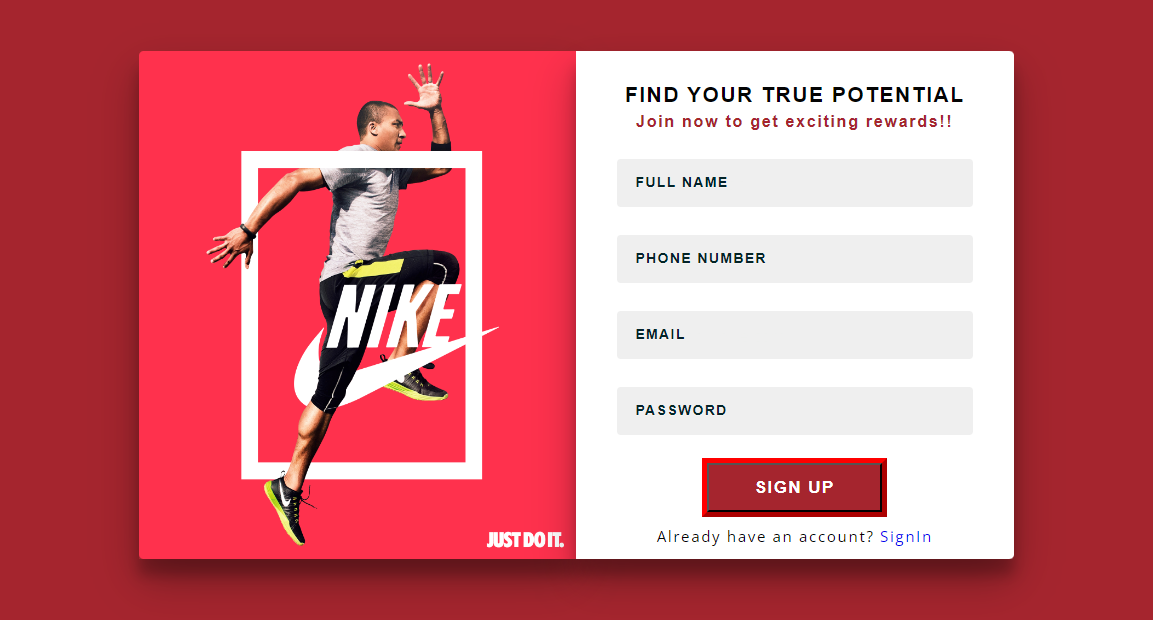 NIKE
JUST DO IT.
FIND YOUR TRUE POTENTIAL
Join now to get exciting rewards!!
FULL NAME
PHONE NUMBER
EMAIL
PASSWORD
SIGN UP
Already have an account? SignIn